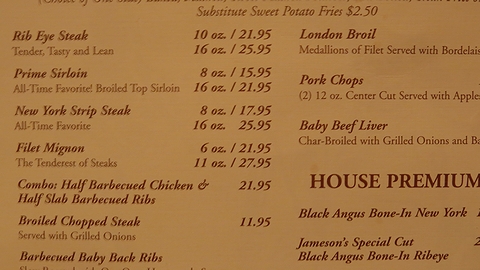 Substitute Sweet Potato Fries $2.50
Rib Eye Steak 10 oz. / 21.95
Tender, Tasty and Lean 16 oz. / 25.95
Prime Sirloin 8 oz. / 15.95
All-Time Favorite! Broiled Top Sirloin 16 oz. / 21.95
New York Strip Steak 8 oz. / 17.95
All-Time Favorite 16 oz. 25.95
Filet Mignon 6 oz. / 21.95
The Tenderest of Steaks 11 oz. / 27.95
Combo: Half Barbecued Chicken & 21.95
Half Slab Barbecued Ribs
Broiled Chopped Steak 11.95
Served with Grilled Onions
Barbecued Baby Back Ribs
London Broil
Medallions of Filet Served with Bordelais
Pork Chops
(2) 12 oz. Center Cut Served with Apples
Baby Beef Liver
Char-Broiled with Grilled Onions and Ba
HOUSE PREMIUM
Black Angus Bone-In New York
Jameson's Special Cut
Black Angus Bone-In Ribeye